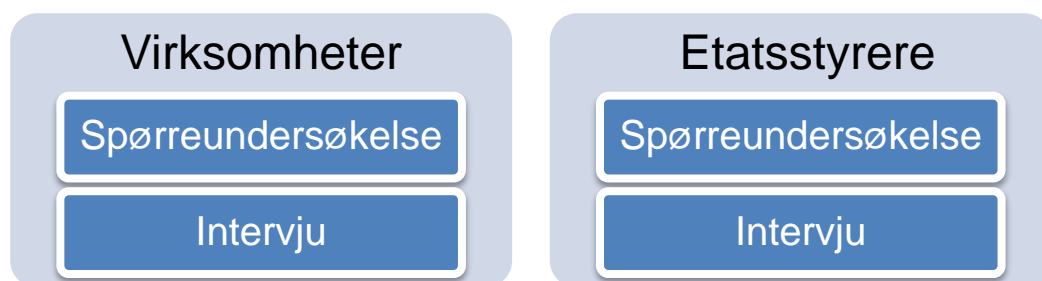 Virksomheter
Spørreundersøkelse
Intervju
Etatsstyrere
Spørreundersøkelse
Intervju